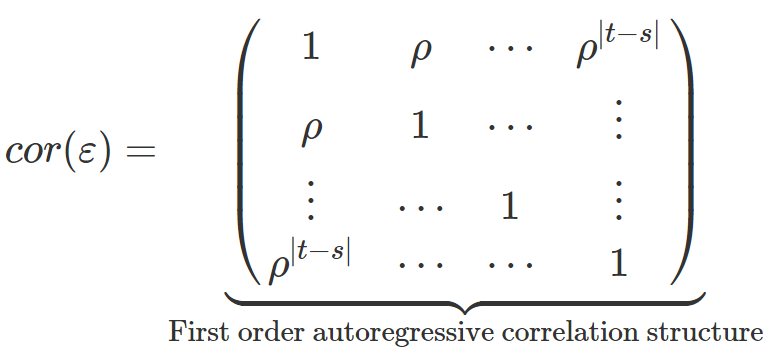 cor(ε) =
1 ρ ⋯ ρ^|t−s|
ρ 1 ⋯ ⋮
⋮ ⋯ 1 ⋮
ρ^|t−s| ⋯ ⋯ 1
First order autoregressive correlation structure